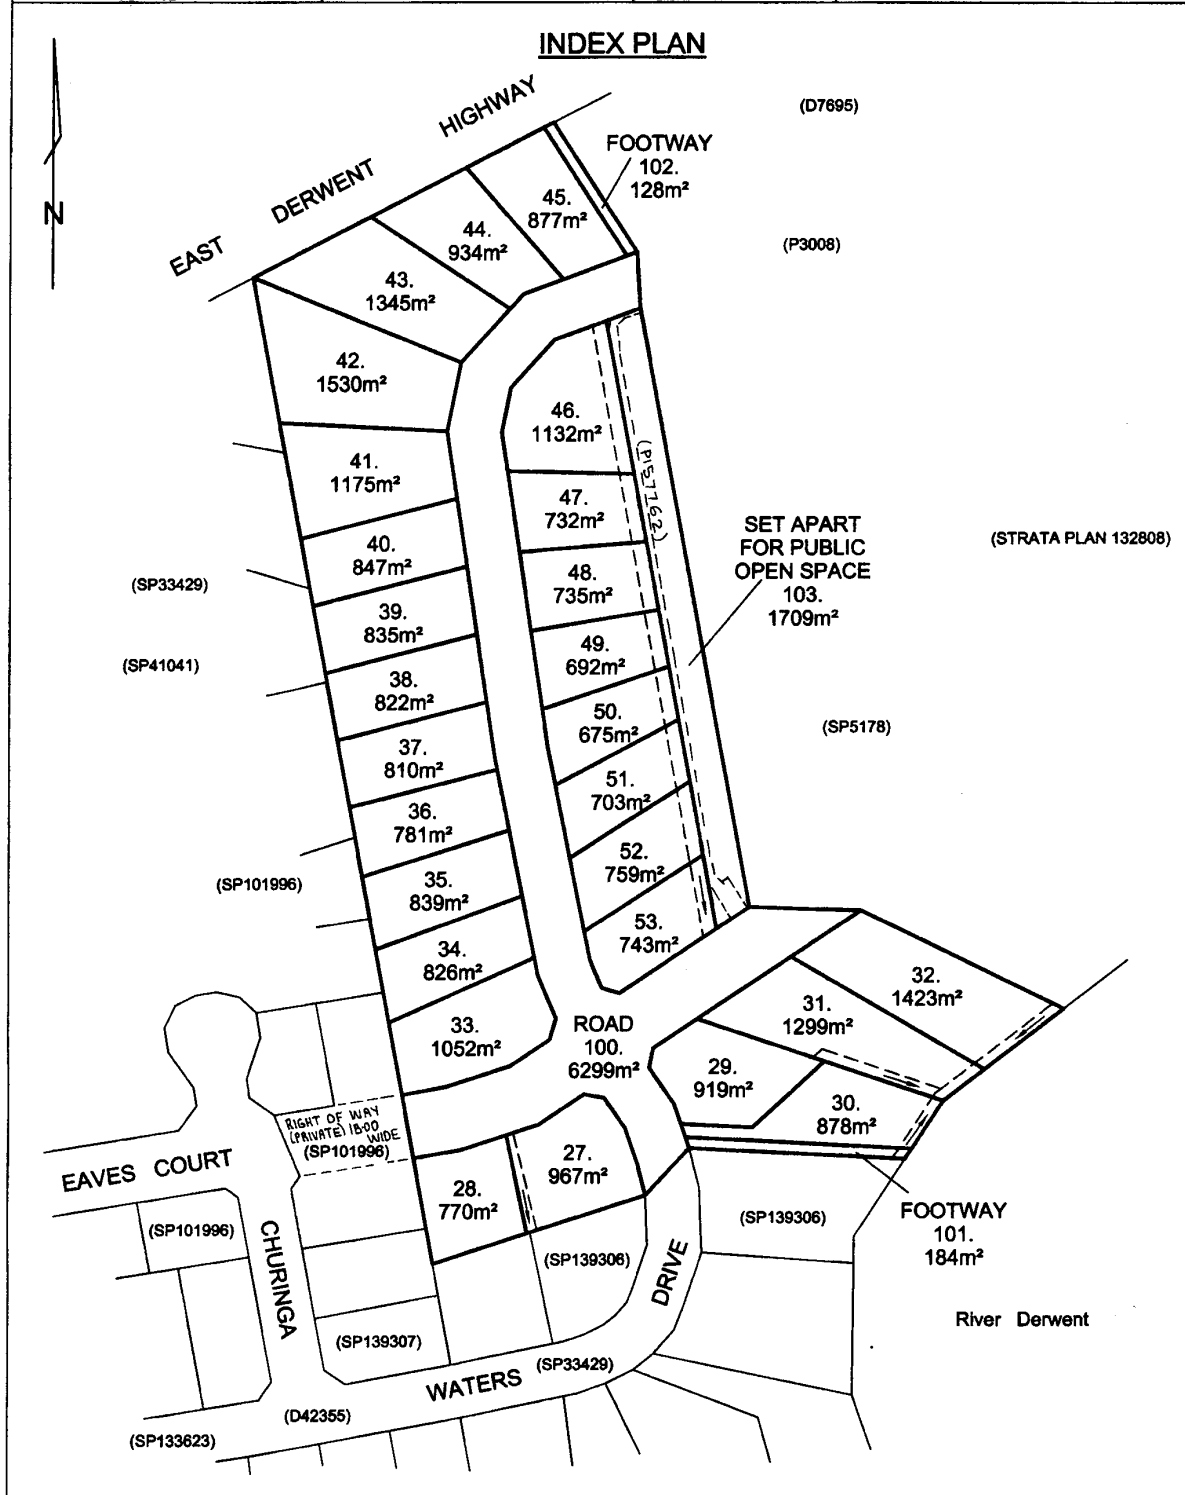 INDEX PLAN
EAST DERWENT HIGHWAY
(D7695)
FOOTWAY
102.
128m²
N
45.
877m²
44.
934m²
(P3008)
43.
1345m²
42.
1530m²
46.
1132m²
41.
1175m²
(P157762)
47.
732m²
SET APART
FOR PUBLIC
OPEN SPACE
103.
1709m²
(STRATA PLAN 132808)
40.
847m²
48.
735m²
(SP33429)
39.
835m²
49.
692m²
(SP41041)
38.
822m²
50.
675m²
(SP5178)
37.
810m²
51.
703m²
36.
781m²
52.
759m²
(SP101996)
35.
839m²
53.
743m²
34.
826m²
32.
1423m²
31.
1299m²
33.
1052m²
ROAD
100.
6299m²
29.
919m²
30.
878m²
RIGHT OF WAY
(PRIVATE) 18·00
WIDE
(SP101996)
EAVES COURT
27.
967m²
28.
770m²
(SP101996)
(SP139306)
FOOTWAY
101.
184m²
CHURINGA
(SP139306)
DRIVE
River Derwent
(SP139307)
(SP33429)
WATERS
(D42355)
(SP133623)